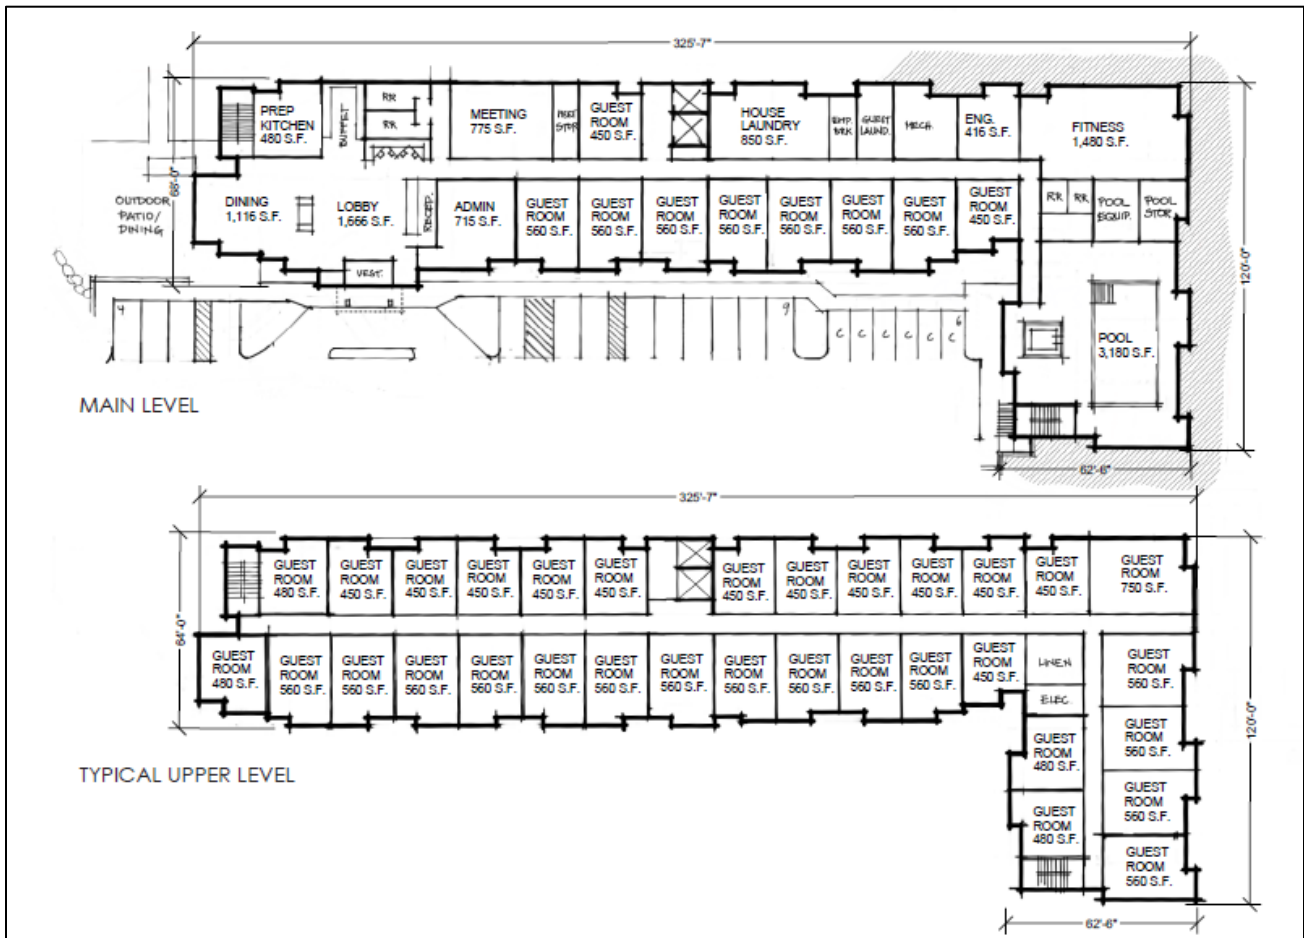 325'-7"
PREP
KITCHEN
480 S.F.
BUFFET
RR
RR
MEETING
775 S.F.
MEET
STOR
GUEST
ROOM
450 S.F.
HOUSE
LAUNDRY
850 S.F.
EMP.
BRK
GUEST
LAUND.
MECH.
ENG.
416 S.F.
FITNESS
1,480 S.F.
68'-0"
OUTDOOR
PATIO/
DINING
DINING
1,116 S.F.
LOBBY
1,666 S.F.
RECEP.
ADMIN
715 S.F.
GUEST
ROOM
560 S.F.
GUEST
ROOM
560 S.F.
GUEST
ROOM
560 S.F.
GUEST
ROOM
560 S.F.
GUEST
ROOM
560 S.F.
GUEST
ROOM
560 S.F.
GUEST
ROOM
560 S.F.
GUEST
ROOM
450 S.F.
RR
RR
POOL
EQUIP.
POOL
STOR
VEST.
120'-0"
4
9
C
C
C
C
C
C
6
POOL
3,180 S.F.
MAIN LEVEL
62'-6"
325'-7"
GUEST
ROOM
480 S.F.
GUEST
ROOM
450 S.F.
GUEST
ROOM
450 S.F.
GUEST
ROOM
450 S.F.
GUEST
ROOM
450 S.F.
GUEST
ROOM
450 S.F.
GUEST
ROOM
450 S.F.
GUEST
ROOM
450 S.F.
GUEST
ROOM
450 S.F.
GUEST
ROOM
450 S.F.
GUEST
ROOM
450 S.F.
GUEST
ROOM
450 S.F.
GUEST
ROOM
750 S.F.
64'-0"
GUEST
ROOM
480 S.F.
GUEST
ROOM
560 S.F.
GUEST
ROOM
560 S.F.
GUEST
ROOM
560 S.F.
GUEST
ROOM
560 S.F.
GUEST
ROOM
560 S.F.
GUEST
ROOM
560 S.F.
GUEST
ROOM
560 S.F.
GUEST
ROOM
560 S.F.
GUEST
ROOM
560 S.F.
GUEST
ROOM
560 S.F.
GUEST
ROOM
560 S.F.
GUEST
ROOM
450 S.F.
LINEN
ELEC.
GUEST
ROOM
560 S.F.
120'-0"
GUEST
ROOM
480 S.F.
GUEST
ROOM
560 S.F.
GUEST
ROOM
480 S.F.
GUEST
ROOM
560 S.F.
GUEST
ROOM
560 S.F.
TYPICAL UPPER LEVEL
62'-6"